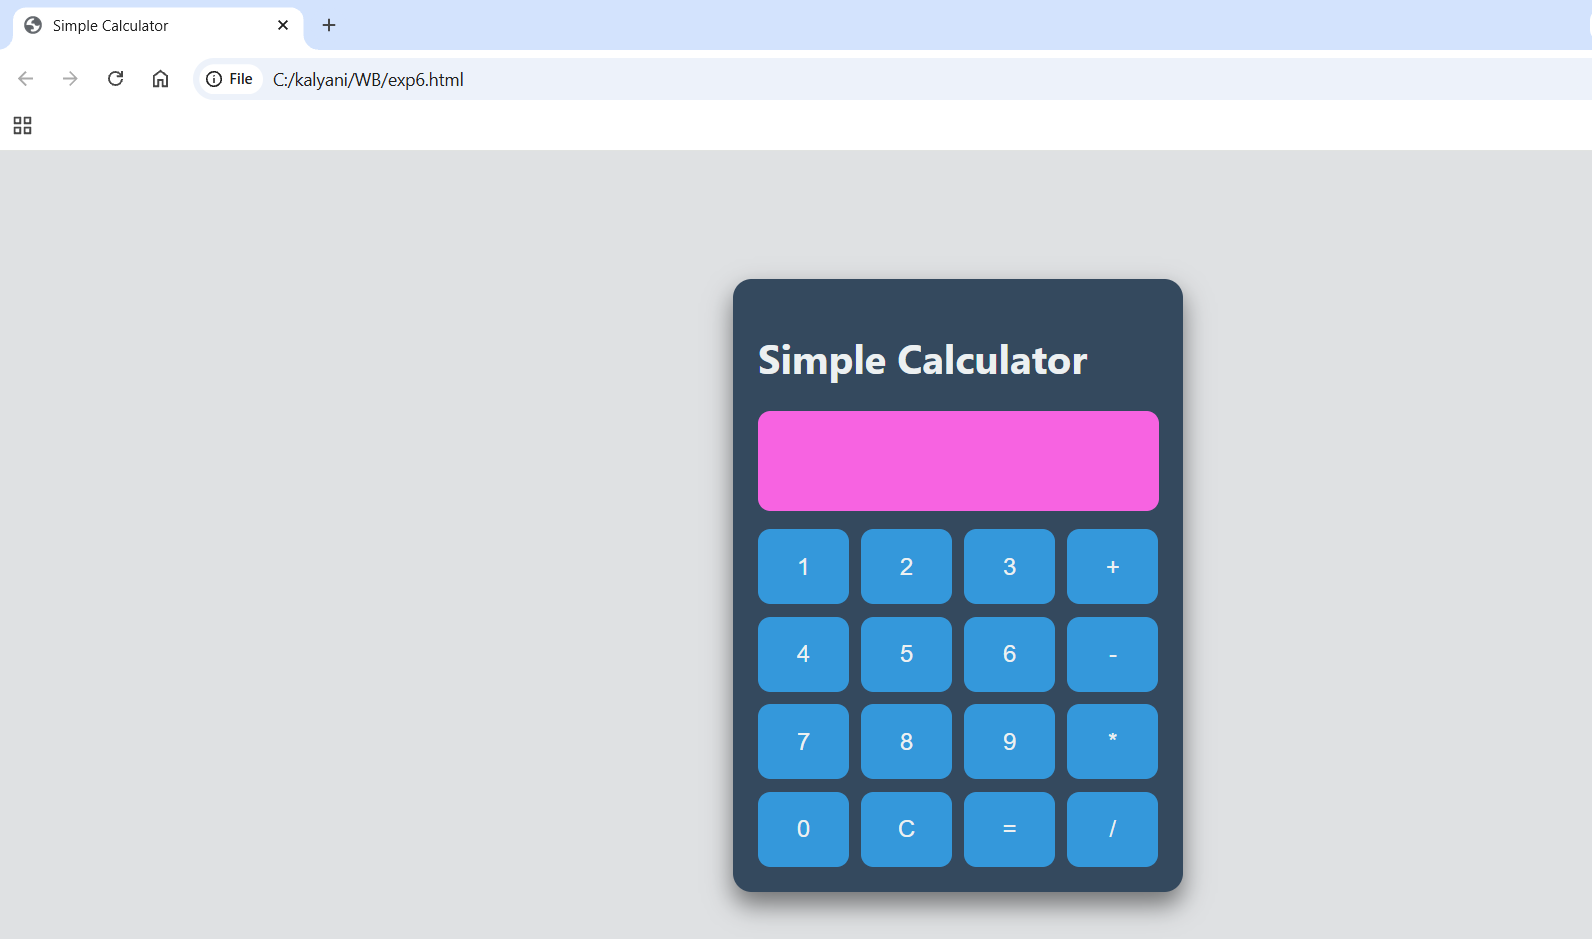 Simple Calculator
File C:/kalyani/WB/exp6.html
Simple Calculator
1 2 3 +
4 5 6 -
7 8 9 *
0 C = /